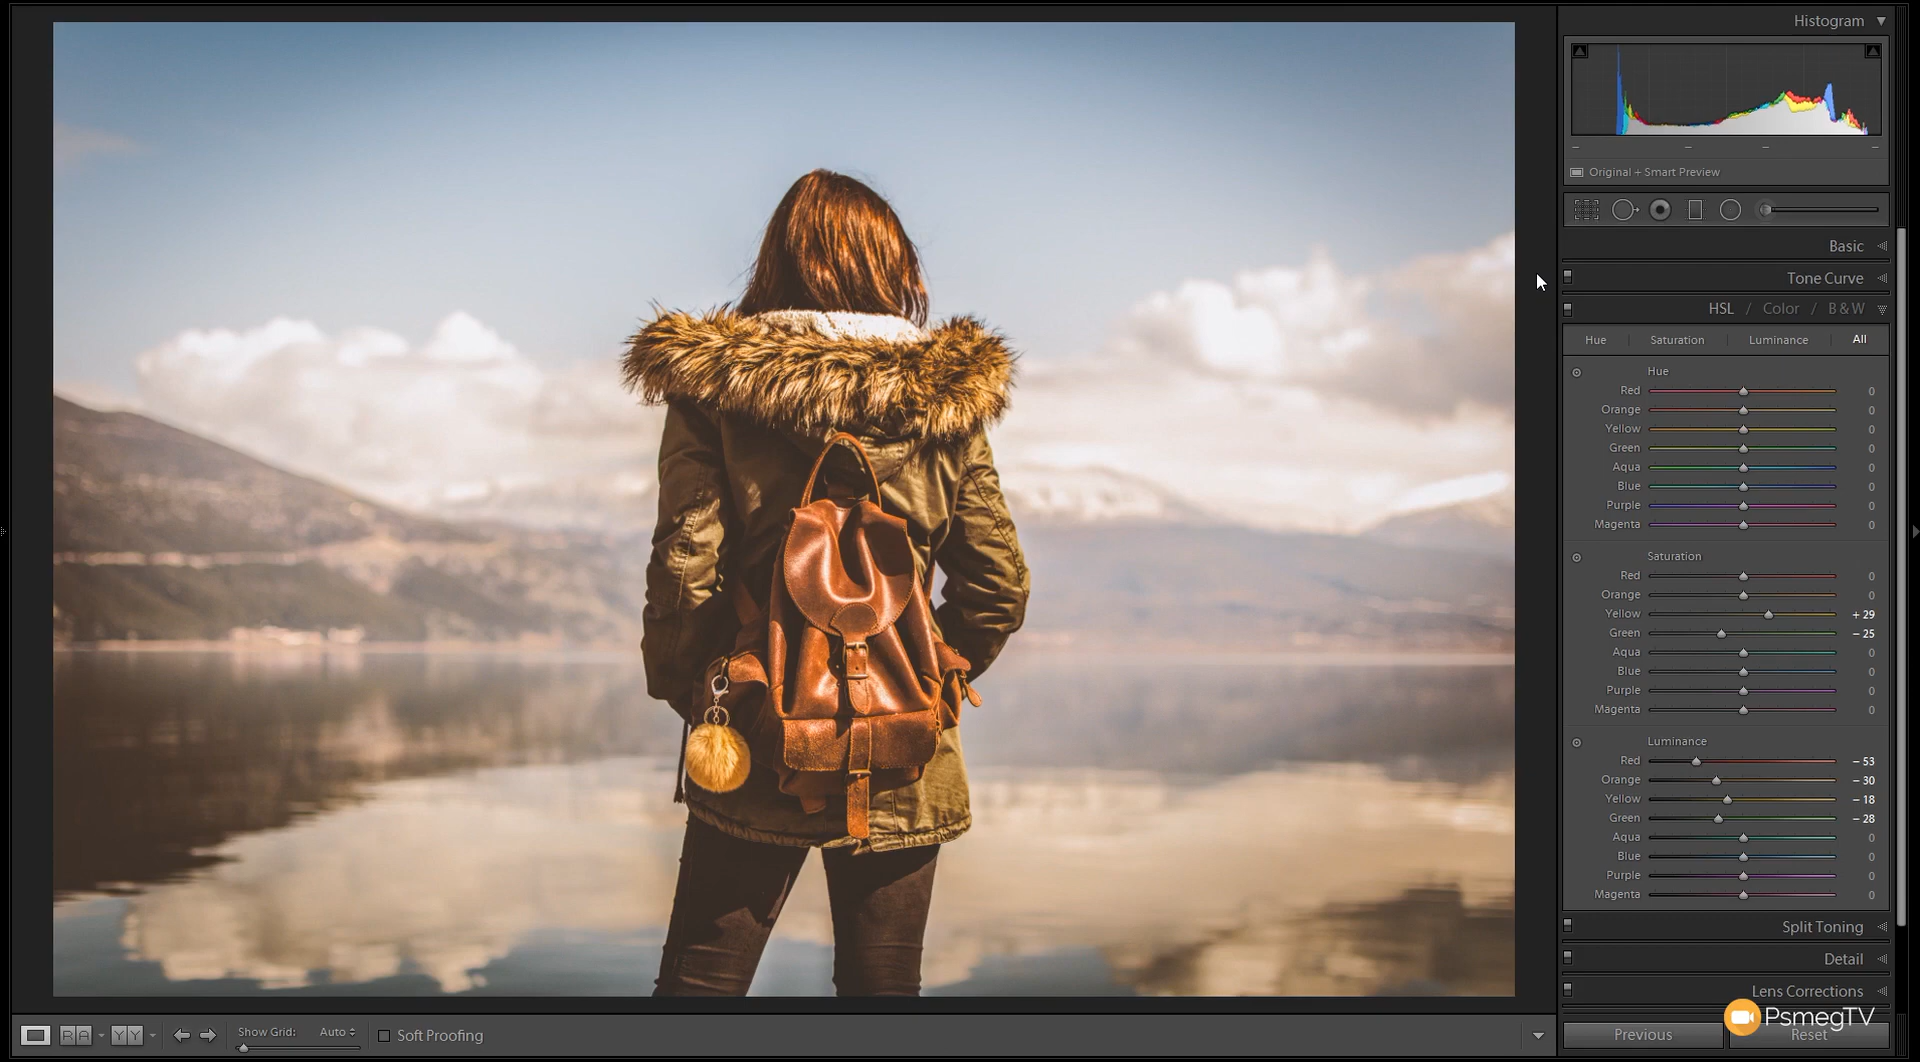 Histogram
Original + Smart Preview
Basic
Tone Curve
HSL / Color / B & W
Hue Saturation Luminance All
Hue
Red 0
Orange 0
Yellow 0
Green 0
Aqua 0
Blue 0
Purple 0
Magenta 0
Saturation
Red 0
Orange 0
Yellow + 29
Green − 25
Aqua 0
Blue 0
Purple 0
Magenta 0
Luminance
Red − 53
Orange − 30
Yellow − 18
Green − 28
Aqua 0
Blue 0
Purple 0
Magenta 0
Split Toning
Detail
Lens Corrections
PsmegTV
R A Y Y Show Grid: Auto Soft Proofing
Previous Reset